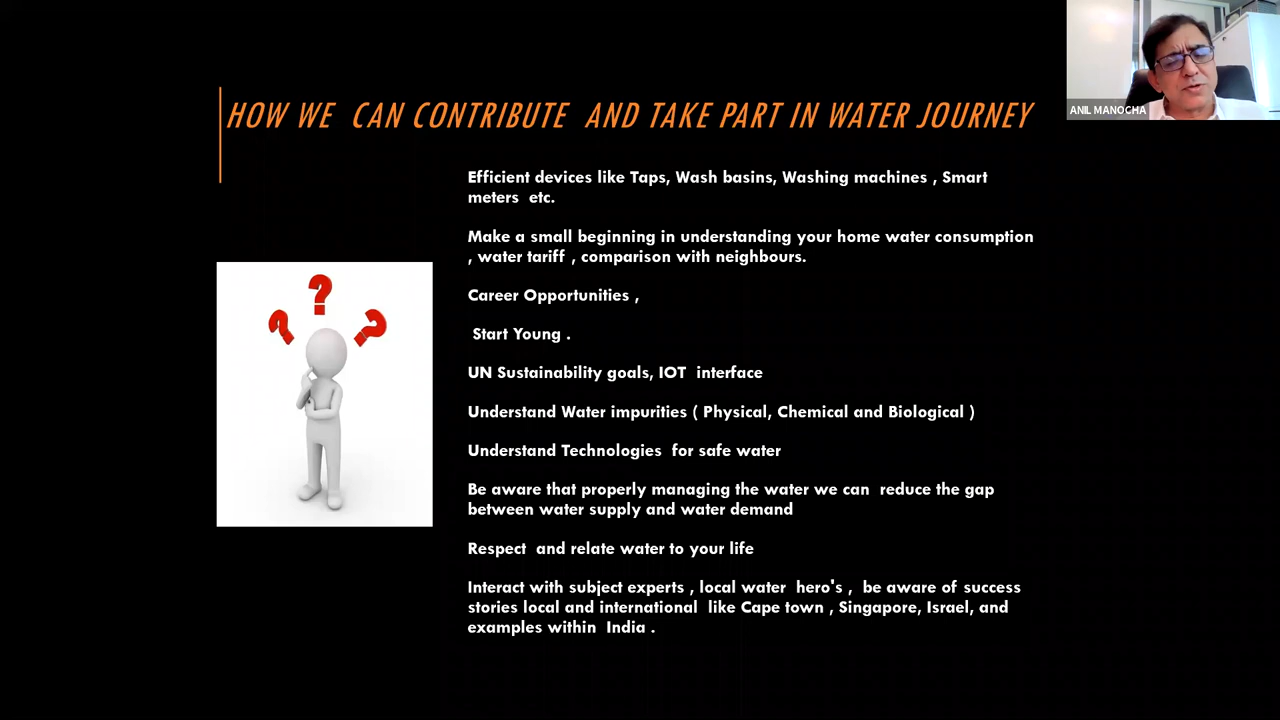 HOW WE CAN CONTRIBUTE AND TAKE PART IN WATER JOURNEY
ANIL MANOCHA
Efficient devices like Taps, Wash basins, Washing machines , Smart
meters etc.
Make a small beginning in understanding your home water consumption
, water tariff , comparison with neighbours.
Career Opportunities ,
Start Young .
UN Sustainability goals, IOT interface
Understand Water impurities ( Physical, Chemical and Biological )
Understand Technologies for safe water
Be aware that properly managing the water we can reduce the gap
between water supply and water demand
Respect and relate water to your life
Interact with subject experts , local water hero's , be aware of success
stories local and international like Cape town , Singapore, Israel, and
examples within India .
? ? ?